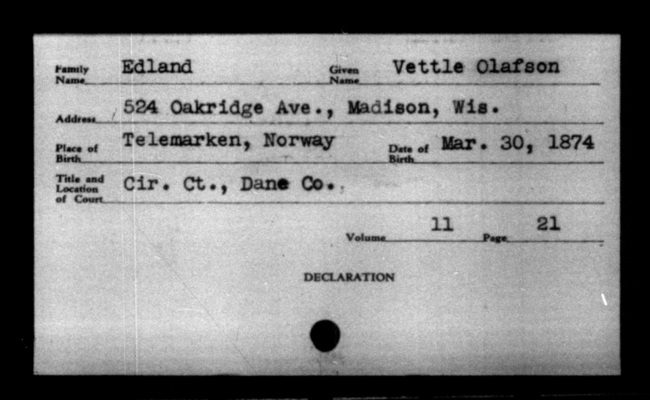 Family Name Edland Given Name Vettle Olafson
Address 524 Oakridge Ave., Madison, Wis.
Place of Birth Telemarken, Norway Date of Birth Mar. 30, 1874
Title and Location of Court Cir. Ct., Dane Co.
Volume 11 Page 21
DECLARATION